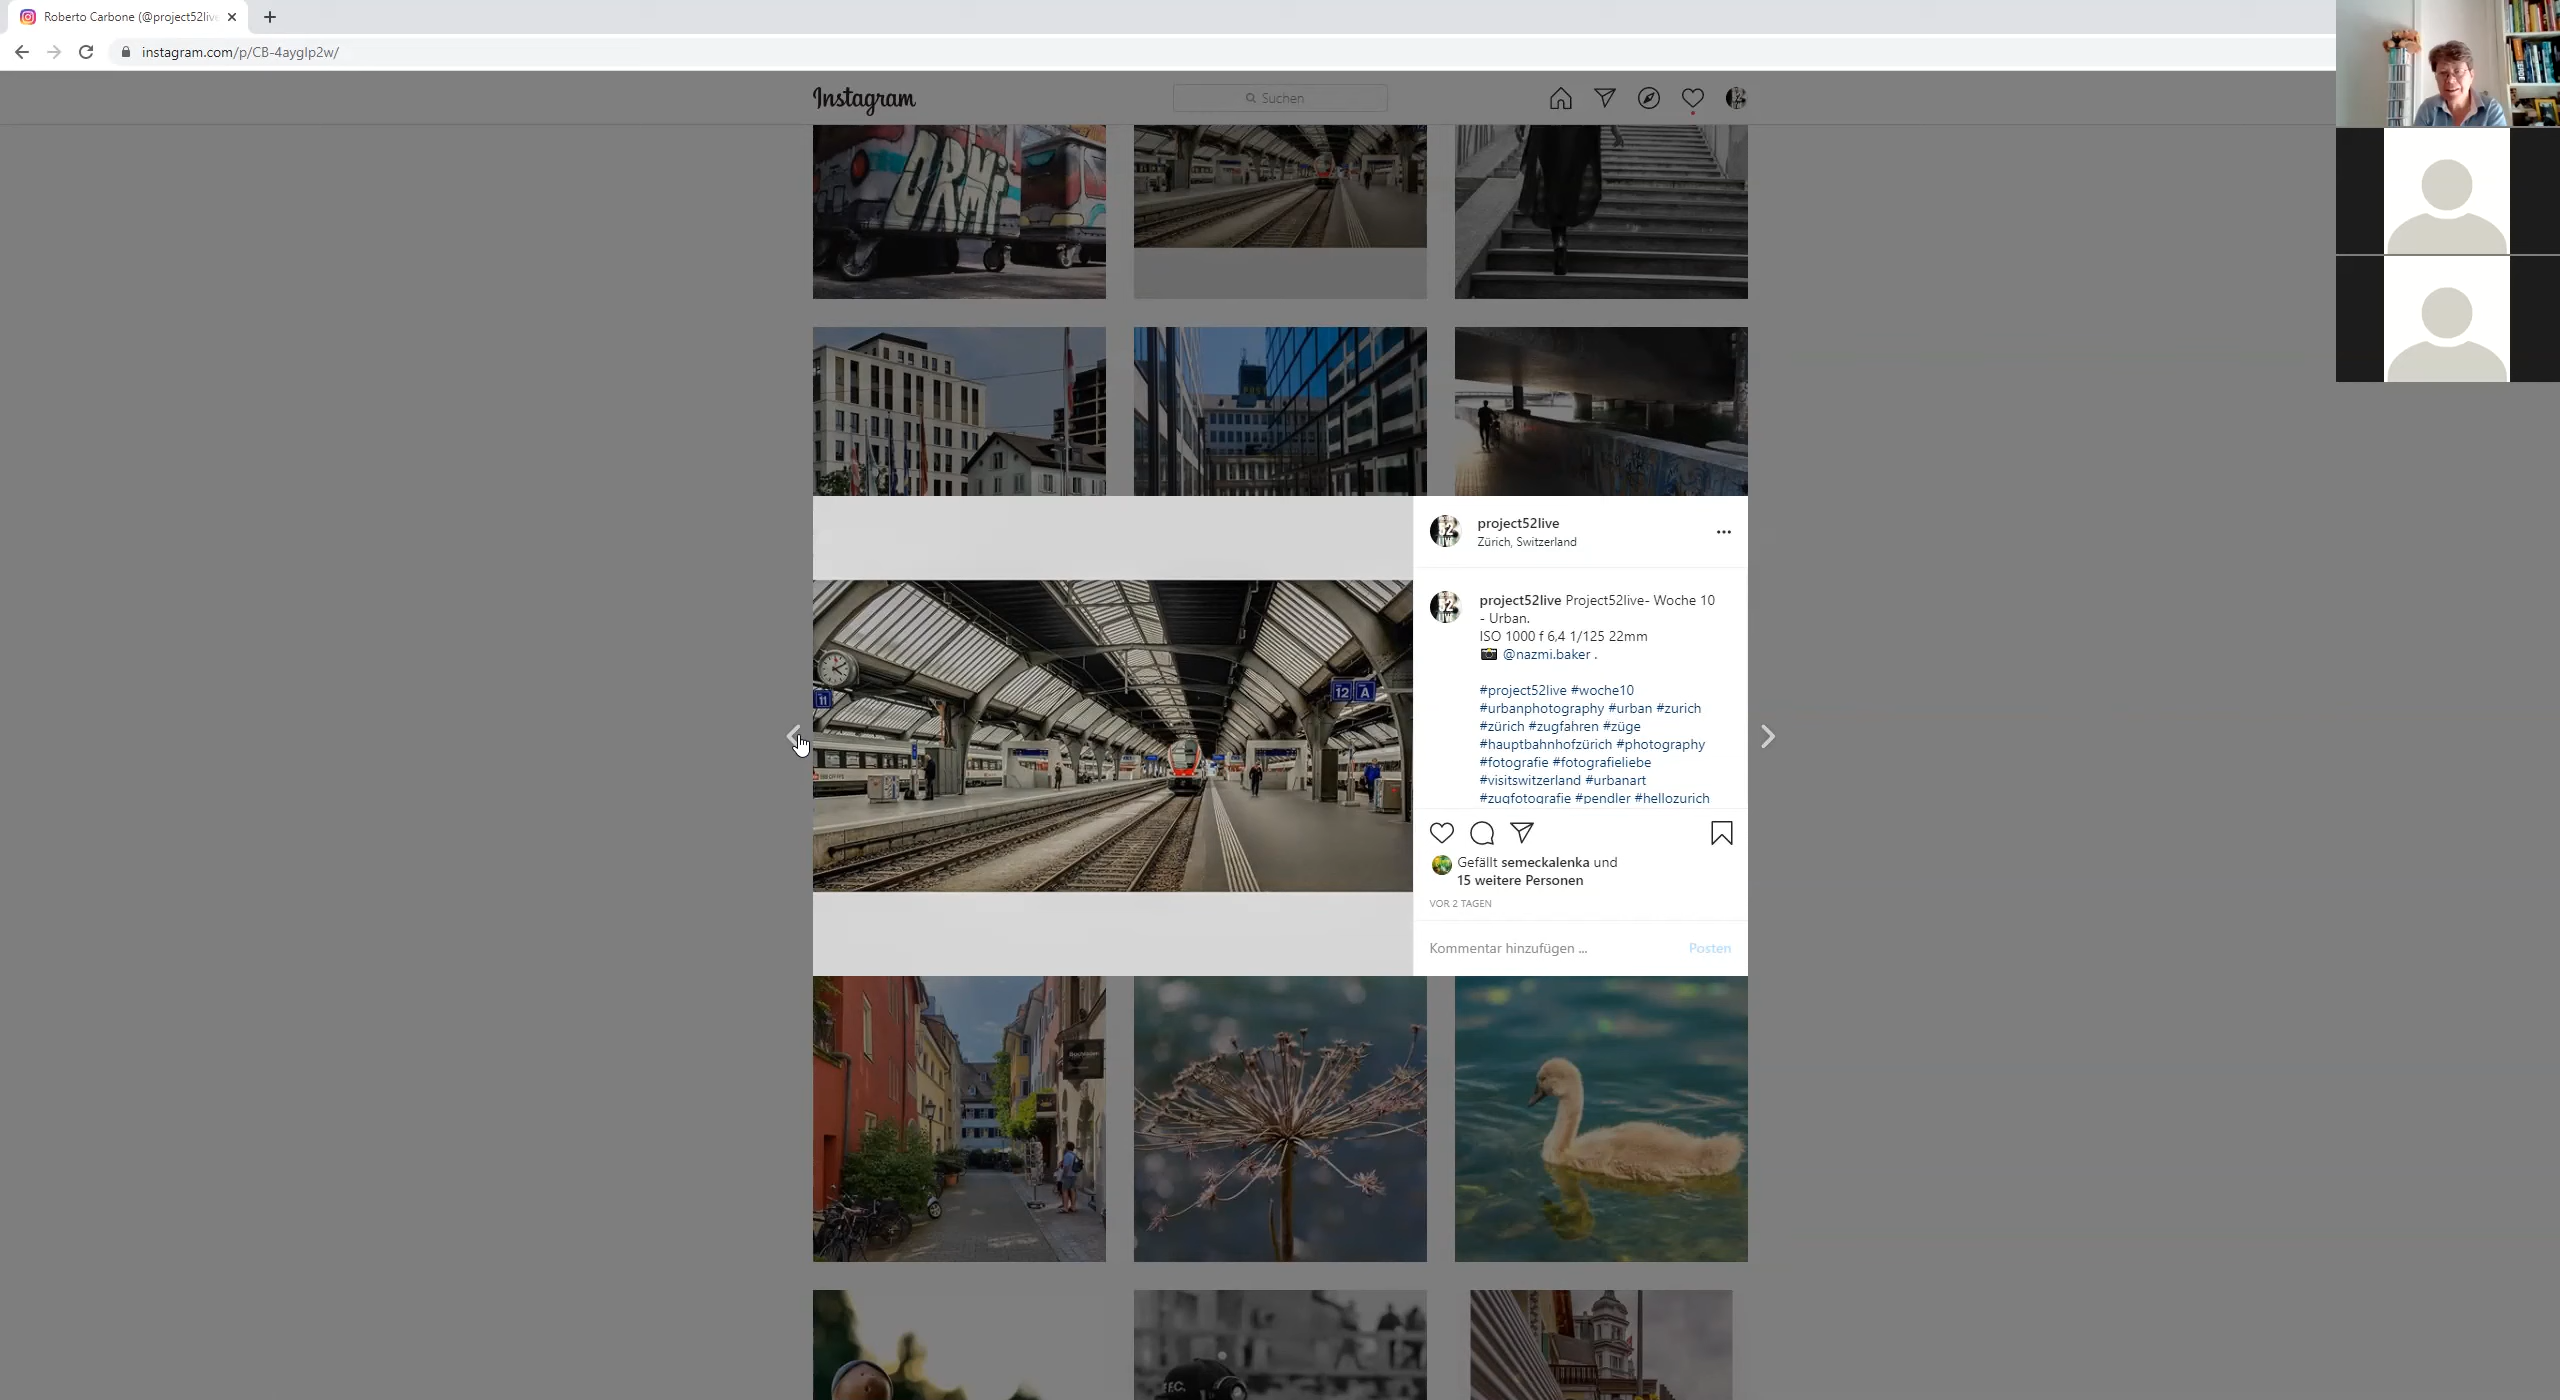 Roberto Carbone (@project52liv
instagram.com/p/CB-4ayglp2w/
Instagram
Suchen
ORMi
project52live
Zürich, Switzerland
11
12 A
project52live Project52live- Woche 10
- Urban.
ISO 1000 f 6,4 1/125 22mm
@nazmi.baker .
#project52live #woche10
#urbanphotography #urban #zurich
#zürich #zugfahren #züge
#hauptbahnhofzürich #photography
#fotografie #fotografieliebe
#visitswitzerland #urbanart
#zugfotografie #pendler #hellozurich
Gefällt semeckalenka und
15 weitere Personen
VOR 2 TAGEN
Kommentar hinzufügen ...
Posten